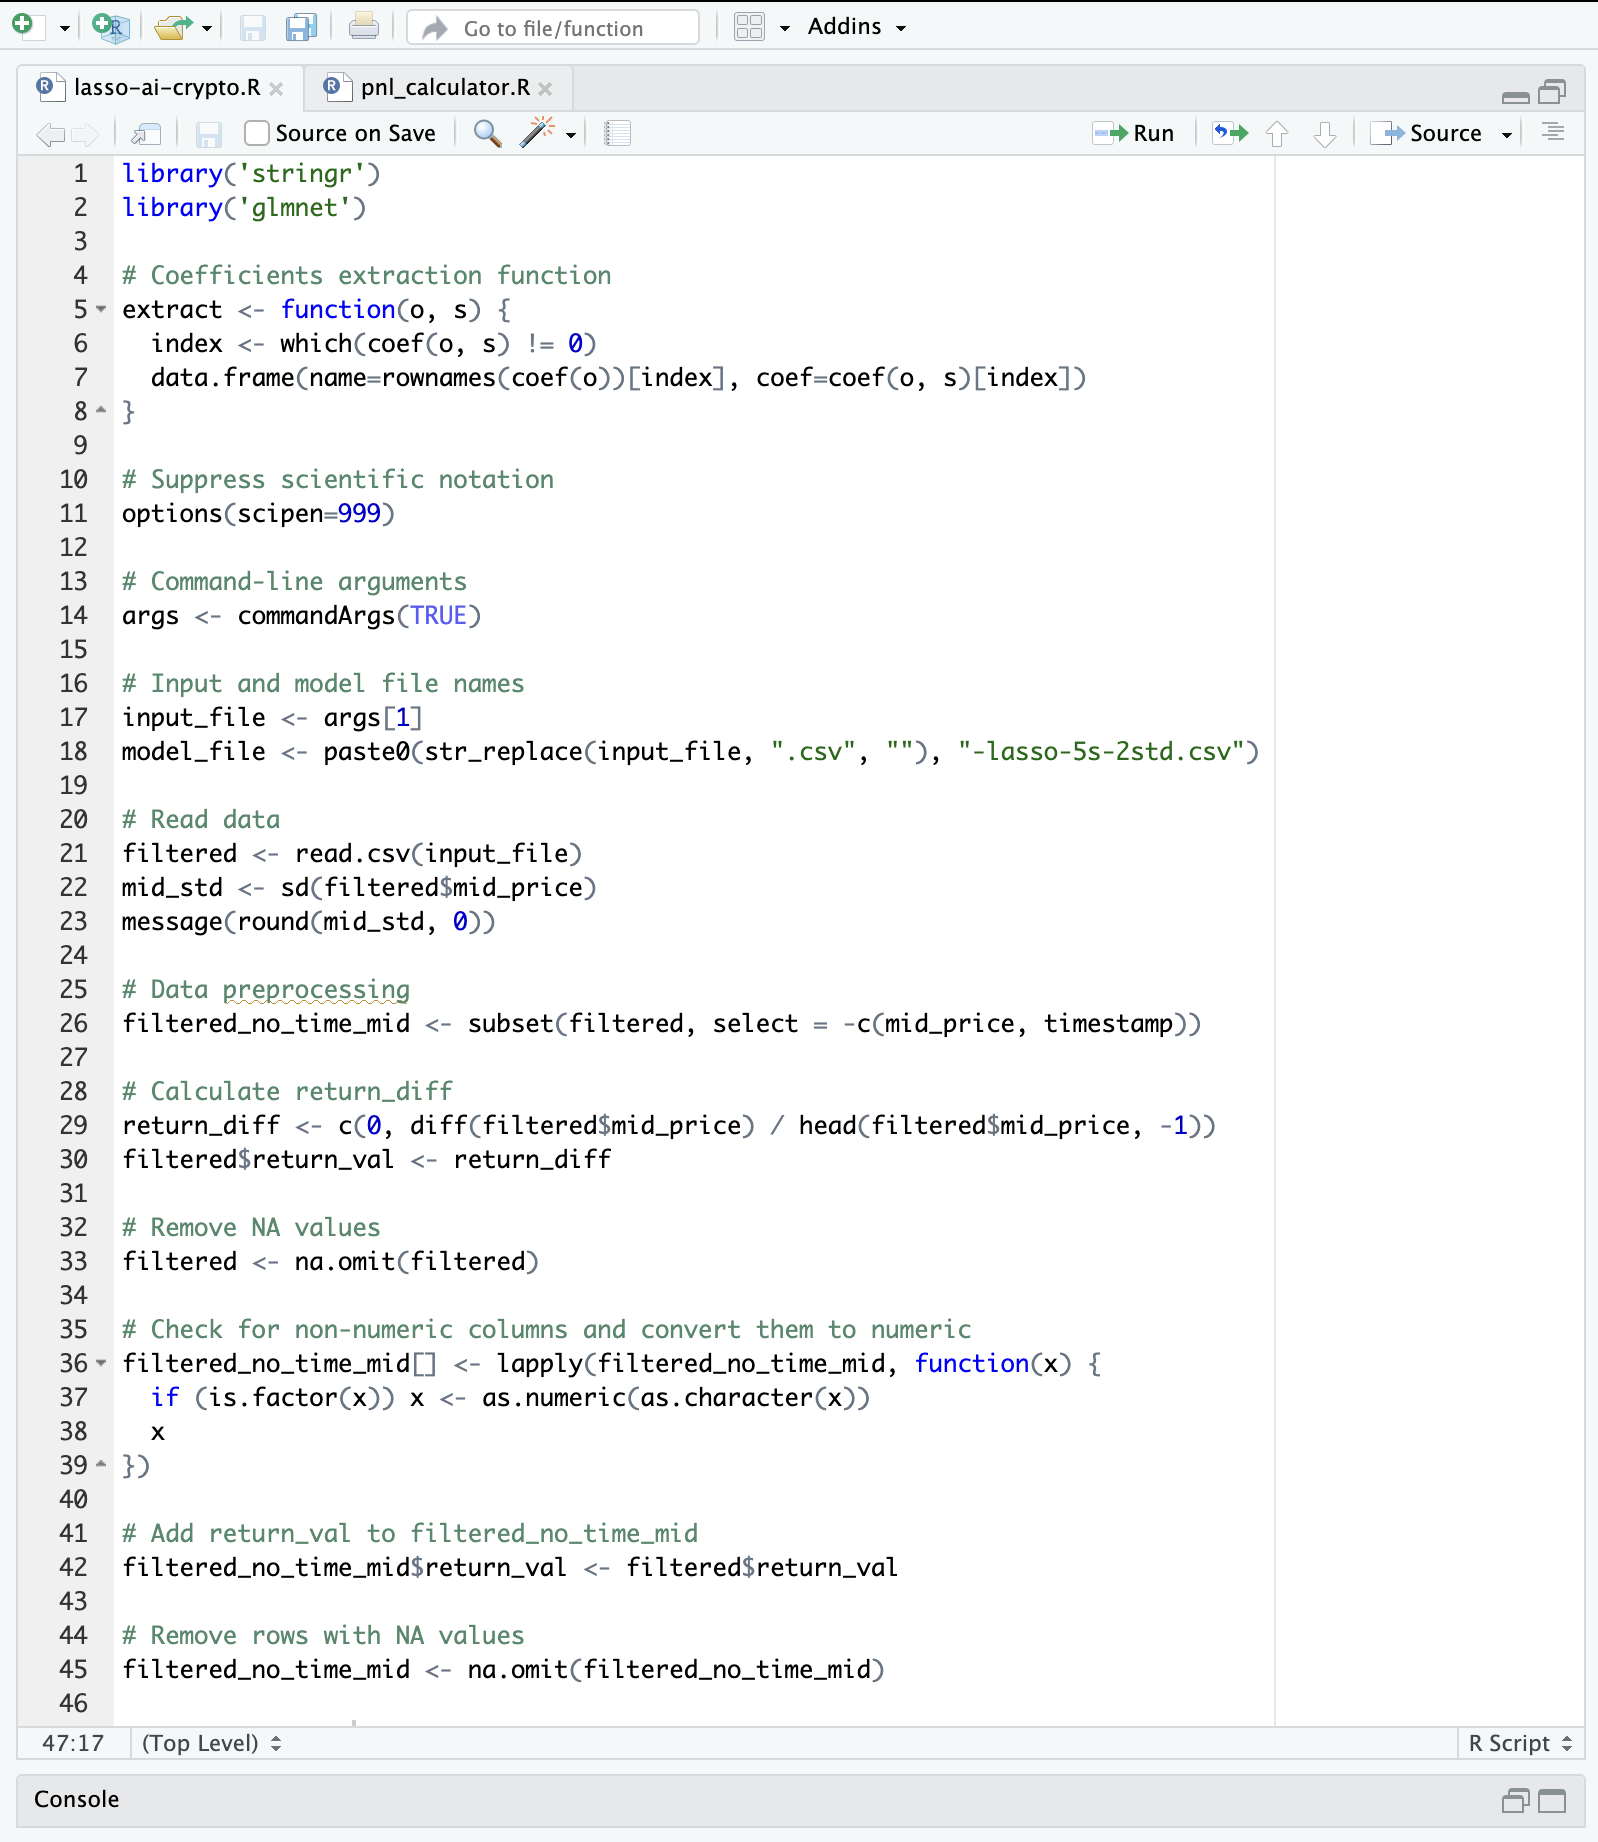 Go to file/function
Addins
lasso-ai-crypto.R
pnl_calculator.R
Source on Save
Run
Source
1 library('stringr')
2 library('glmnet')
3
4 # Coefficients extraction function
5 extract <- function(o, s) {
6   index <- which(coef(o, s) != 0)
7   data.frame(name=rownames(coef(o))[index], coef=coef(o, s)[index])
8 }
9
10 # Suppress scientific notation
11 options(scipen=999)
12
13 # Command-line arguments
14 args <- commandArgs(TRUE)
15
16 # Input and model file names
17 input_file <- args[1]
18 model_file <- paste0(str_replace(input_file, ".csv", ""), "-lasso-5s-2std.csv")
19
20 # Read data
21 filtered <- read.csv(input_file)
22 mid_std <- sd(filtered$mid_price)
23 message(round(mid_std, 0))
24
25 # Data preprocessing
26 filtered_no_time_mid <- subset(filtered, select = -c(mid_price, timestamp))
27
28 # Calculate return_diff
29 return_diff <- c(0, diff(filtered$mid_price) / head(filtered$mid_price, -1))
30 filtered$return_val <- return_diff
31
32 # Remove NA values
33 filtered <- na.omit(filtered)
34
35 # Check for non-numeric columns and convert them to numeric
36 filtered_no_time_mid[] <- lapply(filtered_no_time_mid, function(x) {
37   if (is.factor(x)) x <- as.numeric(as.character(x))
38   x
39 })
40
41 # Add return_val to filtered_no_time_mid
42 filtered_no_time_mid$return_val <- filtered$return_val
43
44 # Remove rows with NA values
45 filtered_no_time_mid <- na.omit(filtered_no_time_mid)
46
47:17 (Top Level) R Script
Console